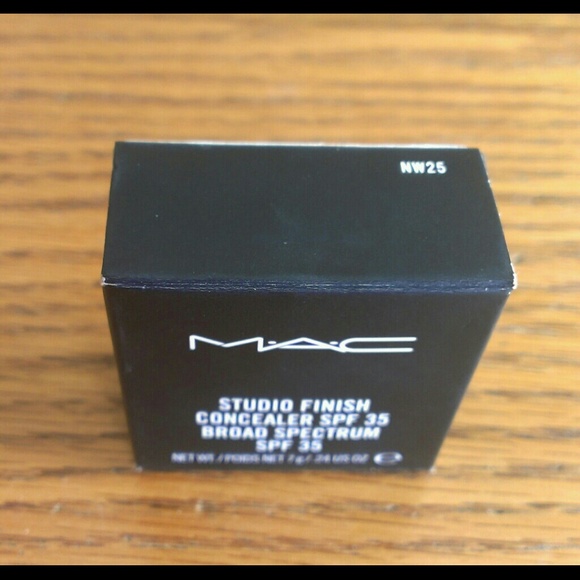 NW25
M·A·C
STUDIO FINISH
CONCEALER SPF 35
BROAD SPECTRUM
SPF 35
NET WT./POIDS NET 7 g/.24 US OZ e